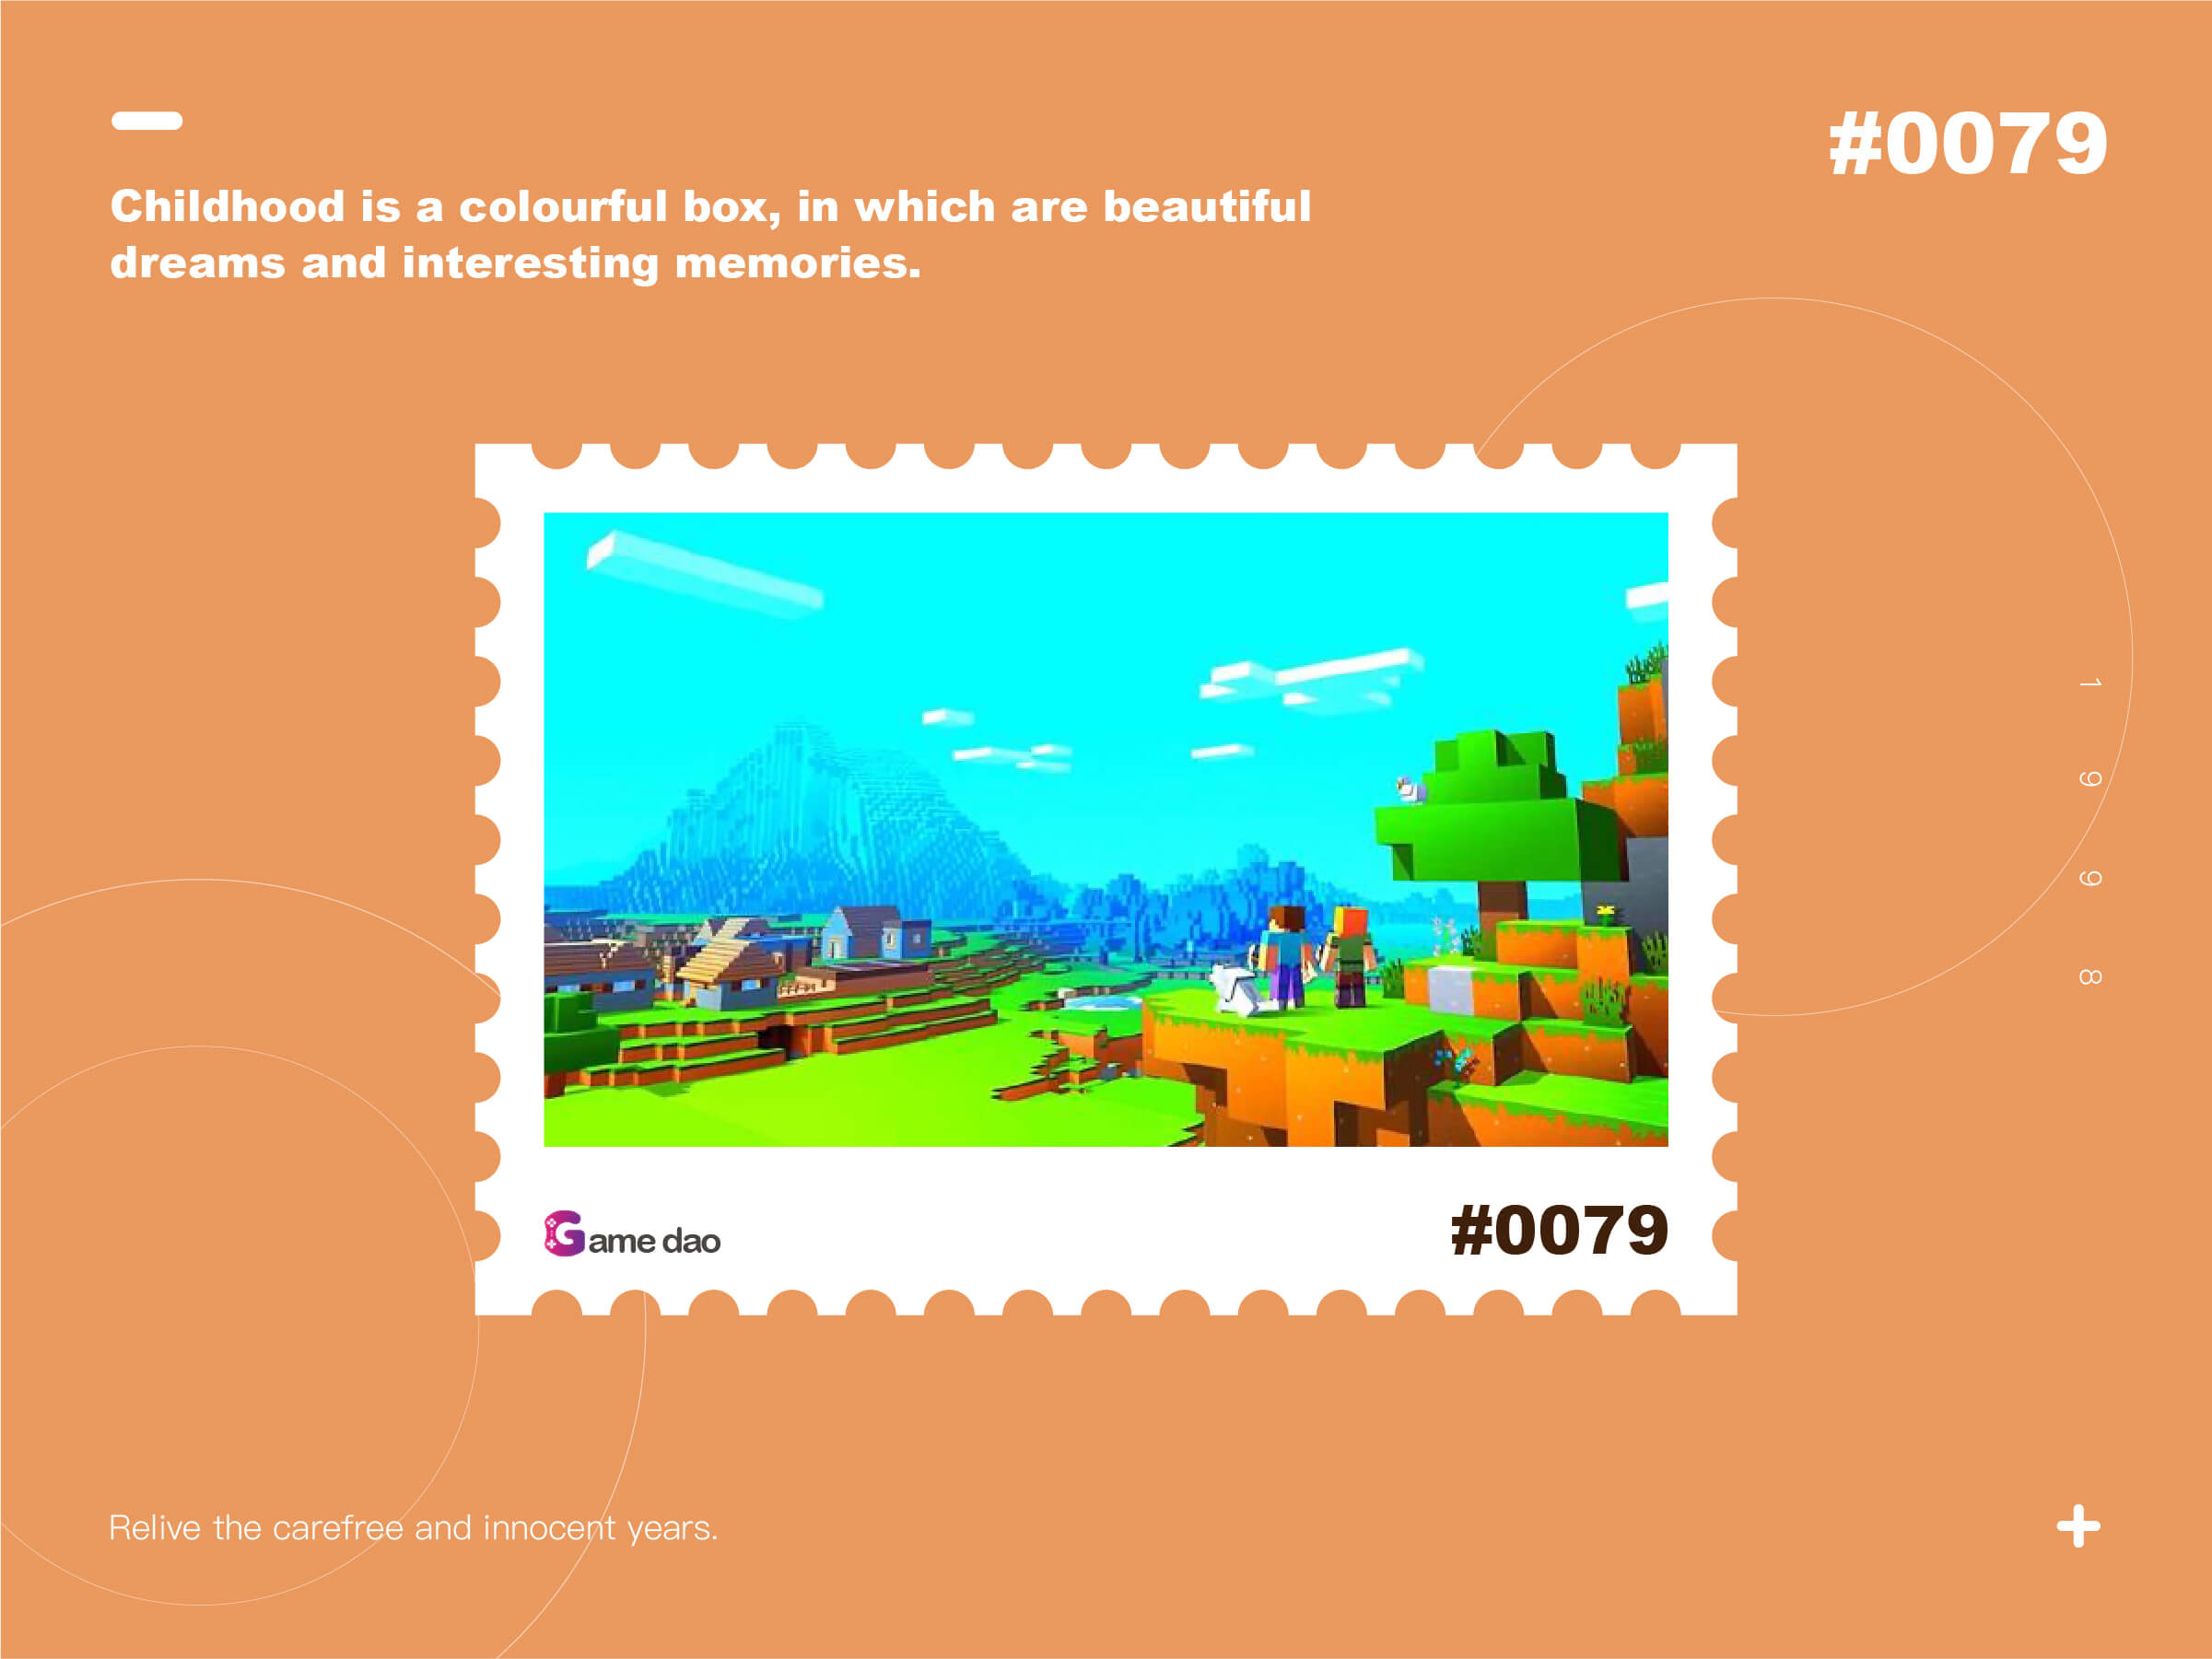 #0079
Childhood is a colourful box, in which are beautiful
dreams and interesting memories.
1
9
9
8
Game dao
#0079
Relive the carefree and innocent years.